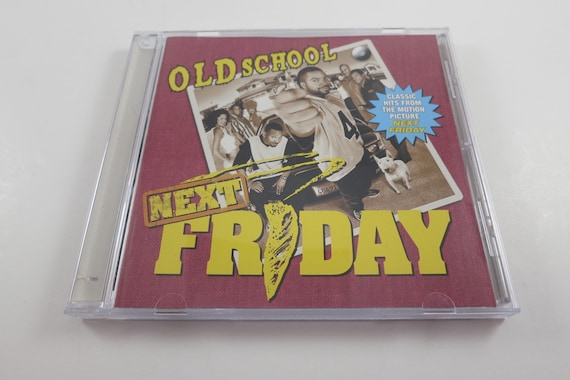 OLD SCHOOL
CLASSIC
HITS FROM
THE MOTION
PICTURE
NEXT
FRIDAY
NEXT
FRIDAY